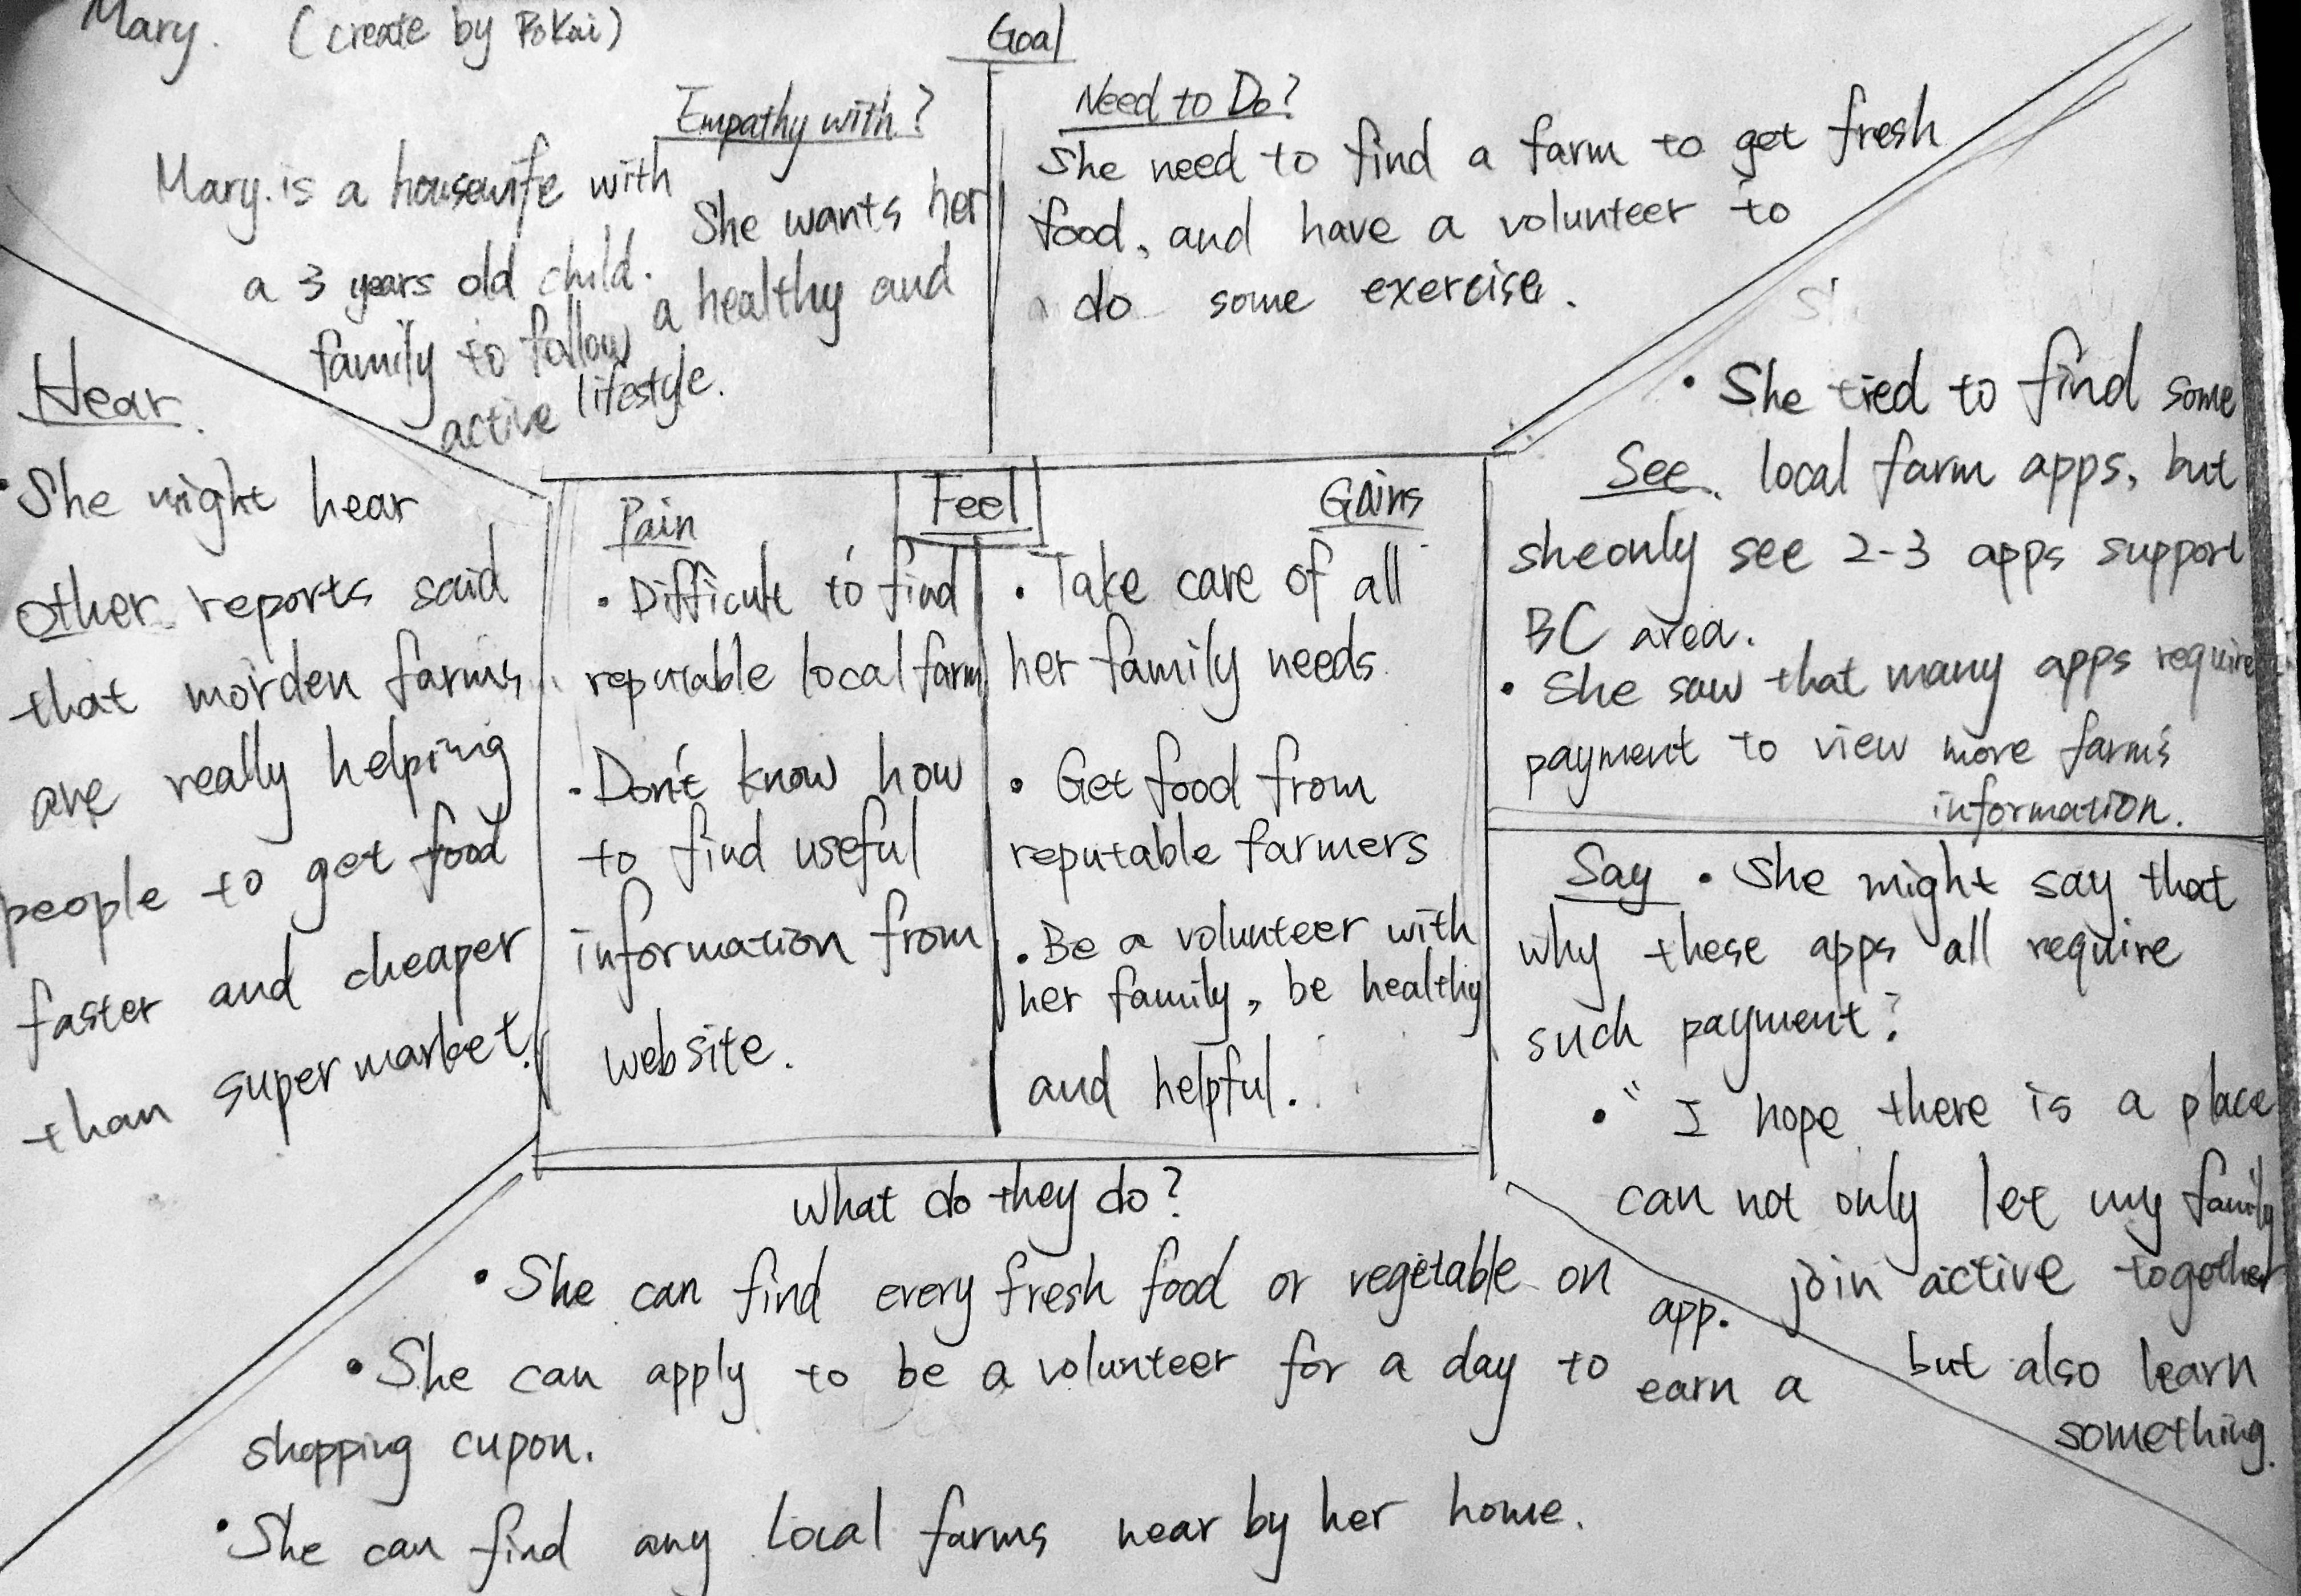 Mary. (create by PoKai)
Goal
Empathy with?
Mary. is a housewife with
a 3 years old child. She wants her
family to follow a healthy and
active lifestyle.
Need to Do?
She need to find a farm to get fresh
food, and have a volunteer to
do some exercise.
Hear
• She might hear
other reports said
that morden farms
are really helping
people to get food
faster and cheaper
than supermarket.
Feel
Pain
• Difficult to find
reputable local farm
• Don't know how
to find useful
information from
website.
Gains
• Take care of all
her family needs.
• Get food from
reputable farmers
• Be a volunteer with
her family, be healthy
and helpful.
See.
• She tied to find some
local farm apps, but
she only see 2-3 apps support
BC area.
• She saw that many apps require
payment to view more farm's
information.
Say • She might say that
why these apps all require
such payment?
• " I hope there is a place
can not only let my family
join active together
but also learn
something.
What do they do?
• She can find every fresh food or vegetable on app.
• She can apply to be a volunteer for a day to earn a
shopping cupon.
• She can find any local farms near by her home.